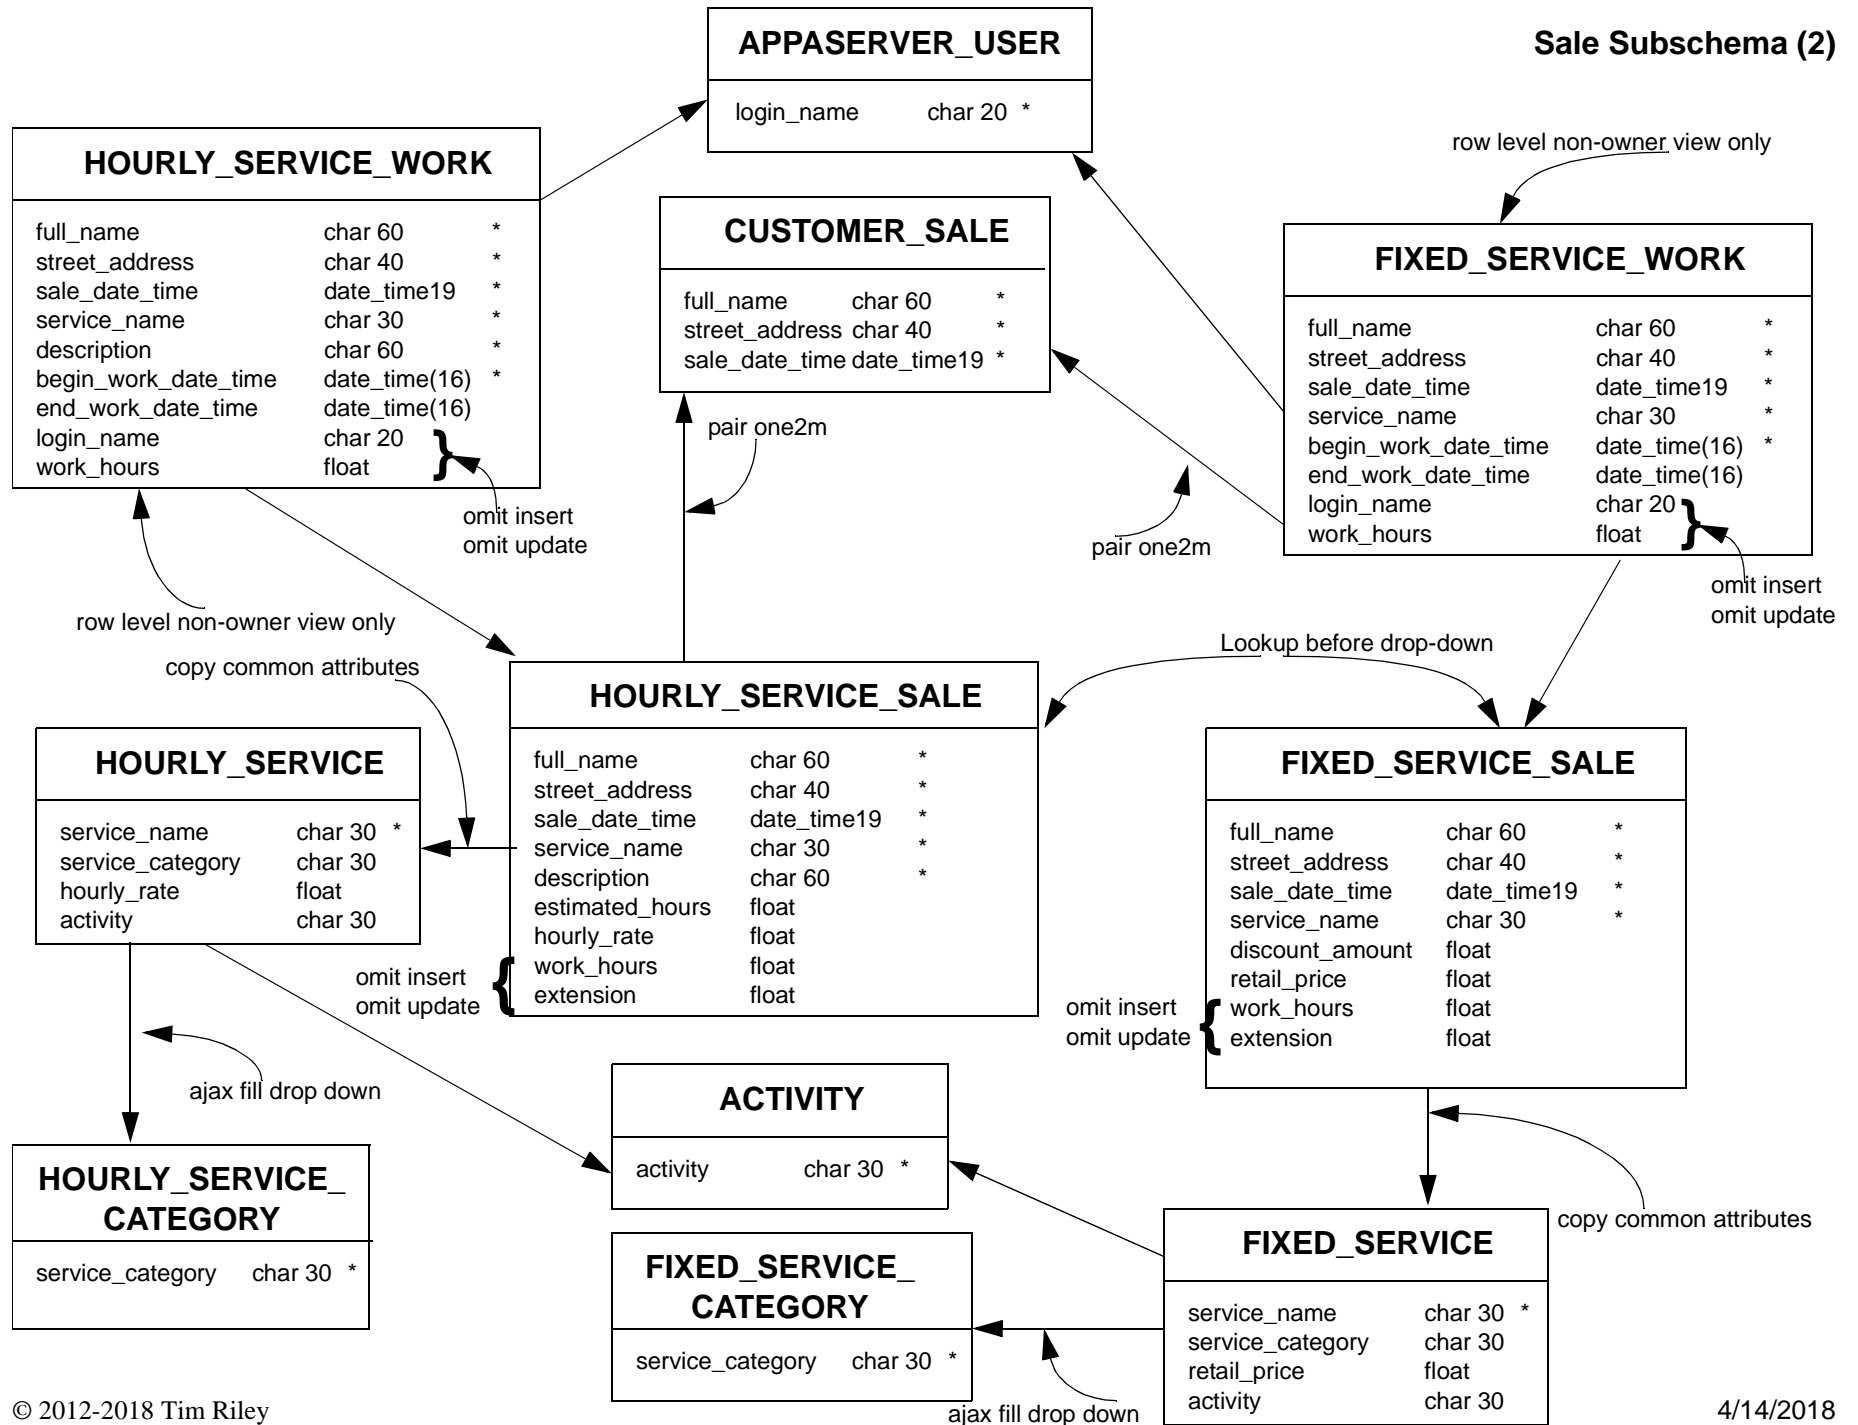 Sale Subschema (2)
APPASERVER_USER
login_name char 20 *
HOURLY_SERVICE_WORK
full_name char 60 *
street_address char 40 *
sale_date_time date_time19 *
service_name char 30 *
description char 60 *
begin_work_date_time date_time(16) *
end_work_date_time date_time(16)
login_name char 20
work_hours float
}
omit insert
omit update
row level non-owner view only
CUSTOMER_SALE
full_name char 60 *
street_address char 40 *
sale_date_time date_time19 *
pair one2m
row level non-owner view only
FIXED_SERVICE_WORK
full_name char 60 *
street_address char 40 *
sale_date_time date_time19 *
service_name char 30 *
begin_work_date_time date_time(16) *
end_work_date_time date_time(16)
login_name char 20
work_hours float
}
omit insert
omit update
pair one2m
Lookup before drop-down
copy common attributes
HOURLY_SERVICE_SALE
full_name char 60 *
street_address char 40 *
sale_date_time date_time19 *
service_name char 30 *
description char 60 *
estimated_hours float
hourly_rate float
work_hours float
extension float
{
omit insert
omit update
HOURLY_SERVICE
service_name char 30 *
service_category char 30
hourly_rate float
activity char 30
ajax fill drop down
FIXED_SERVICE_SALE
full_name char 60 *
street_address char 40 *
sale_date_time date_time19 *
service_name char 30 *
discount_amount float
retail_price float
work_hours float
extension float
{
omit insert
omit update
copy common attributes
ACTIVITY
activity char 30 *
HOURLY_SERVICE_
CATEGORY
service_category char 30 *
FIXED_SERVICE_
CATEGORY
service_category char 30 *
FIXED_SERVICE
service_name char 30 *
service_category char 30
retail_price float
activity char 30
ajax fill drop down
© 2012-2018 Tim Riley
4/14/2018